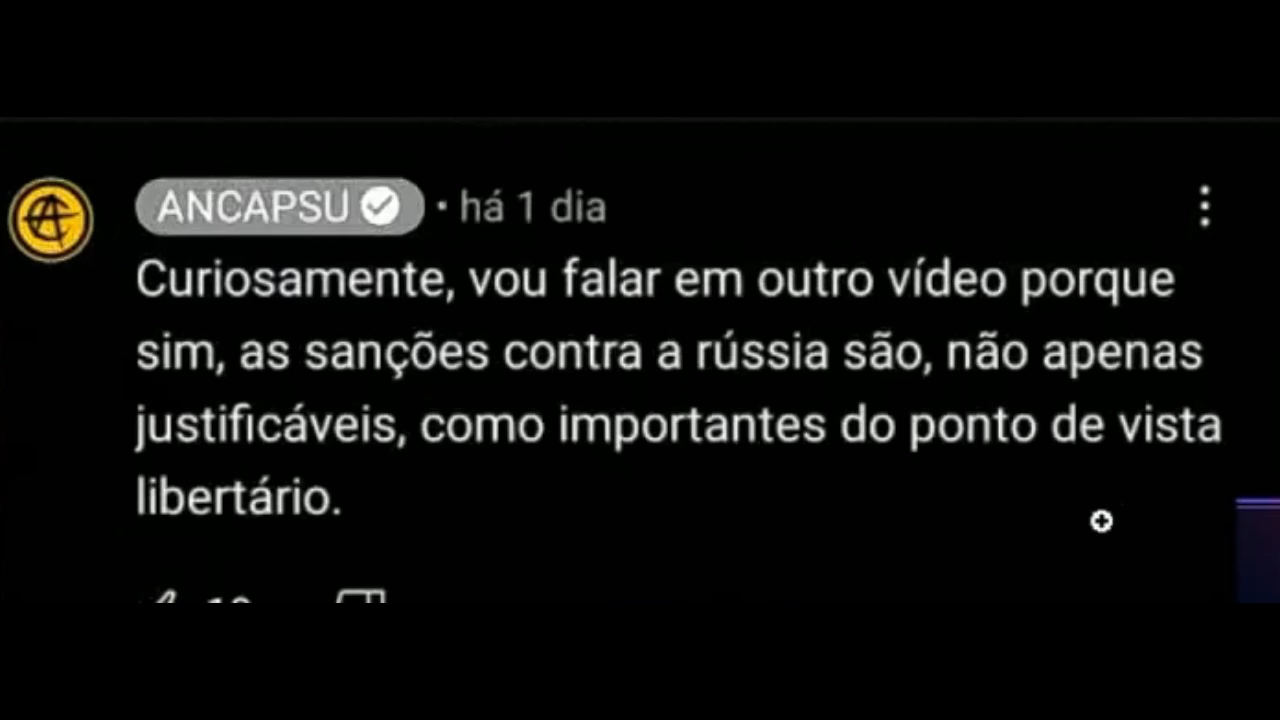 ANCAPSU • há 1 dia
Curiosamente, vou falar em outro vídeo porque
sim, as sanções contra a rússia são, não apenas
justificáveis, como importantes do ponto de vista
libertário.